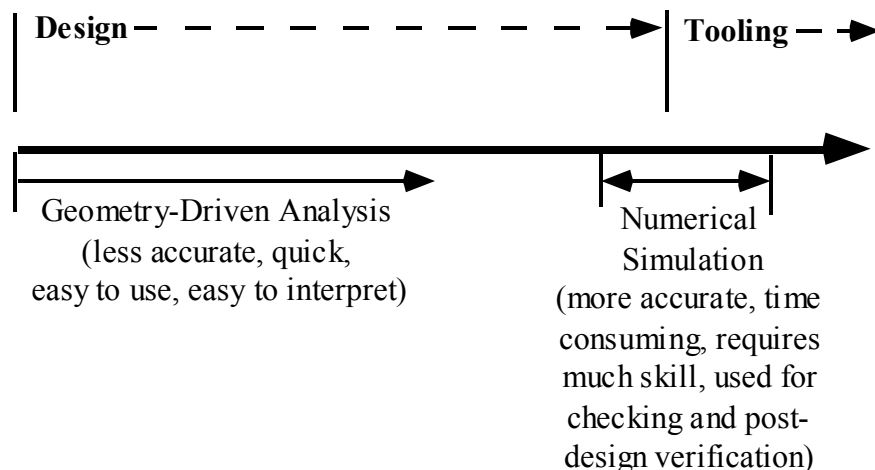 Design
Tooling
Geometry-Driven Analysis
(less accurate, quick,
easy to use, easy to interpret)
Numerical
Simulation
(more accurate, time
consuming, requires
much skill, used for
checking and post-
design verification)